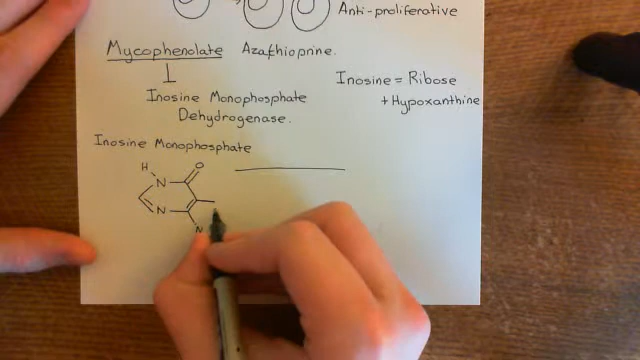 Anti-proliferative
Mycophenolate Azathioprine.
Inosine = Ribose
+ Hypoxanthine
Inosine Monophosphate
Dehydrogenase.
Inosine Monophosphate
H O
N
N
N